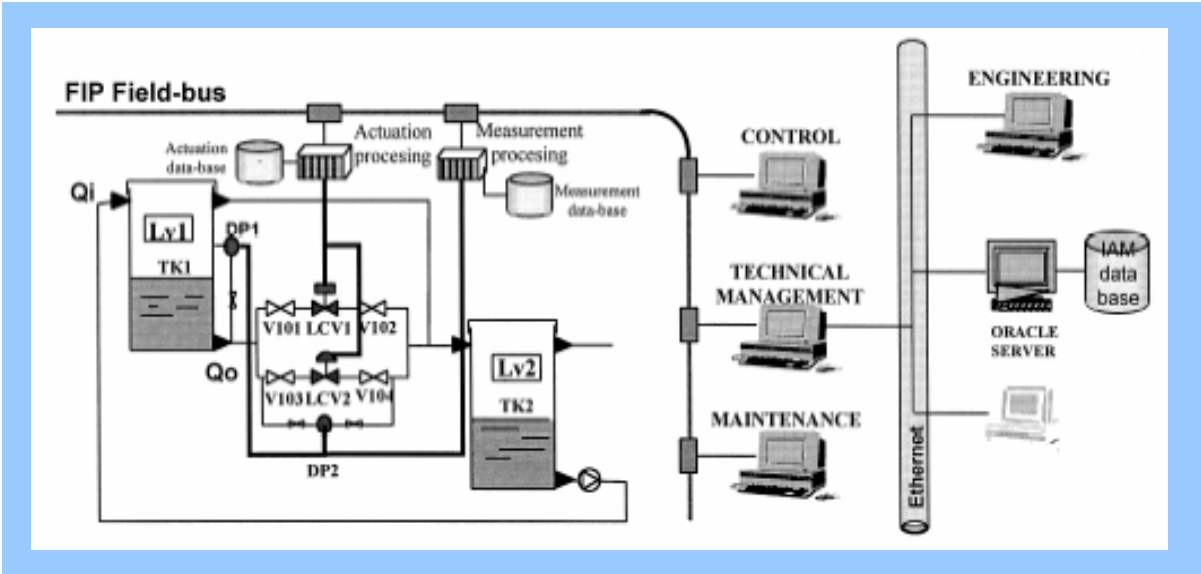 FIP Field-bus
ENGINEERING
Actuation
procesing
Measurement
procesing
CONTROL
Actuation
data-base
Measurement
data-base
Qi
Lv1
DP1
TK1
IAM
data
base
TECHNICAL
MANAGEMENT
V101 LCV1 V102
ORACLE
SERVER
Qo
Lv2
V103 LCV2 V104
TK2
MAINTENANCE
DP2
Ethernet